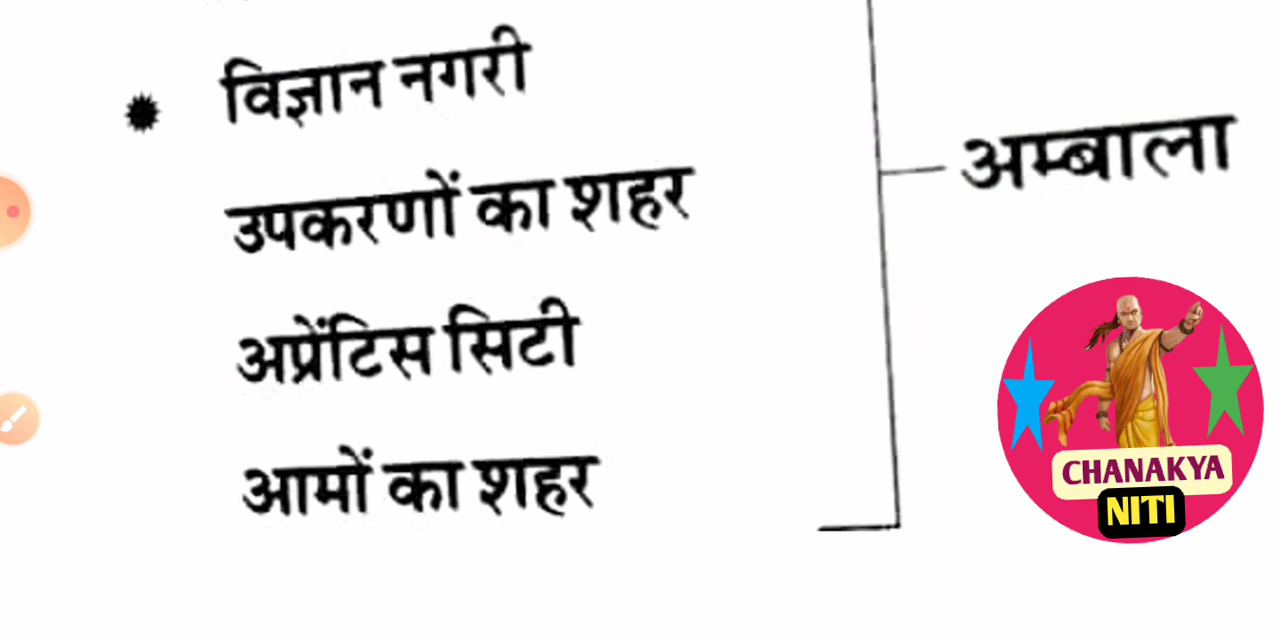 विज्ञान नगरी
उपकरणों का शहर
अप्रेंटिस सिटी
आमों का शहर
अम्बाला
CHANAKYA
NITI